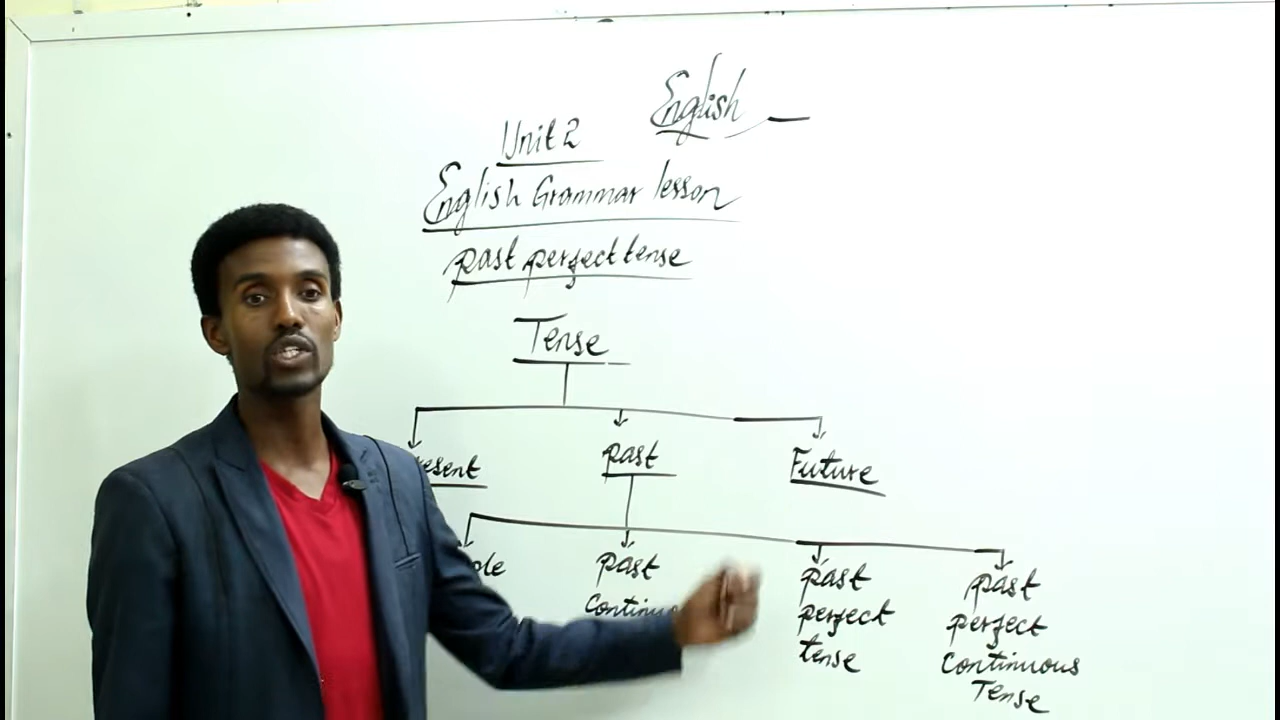 English
Unit 2
English Grammar lesson
past perfect tense
Tense
past
Future
past
past
perfect
tense
past
perfect
Continuous
Tense